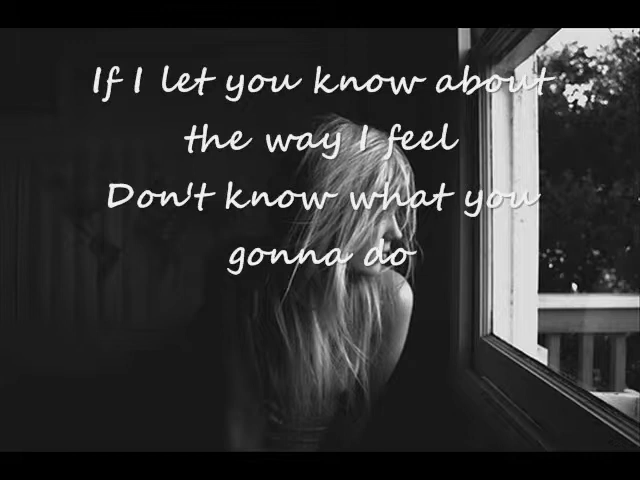 If I let you know about
the way I feel
Don't know what you
gonna do